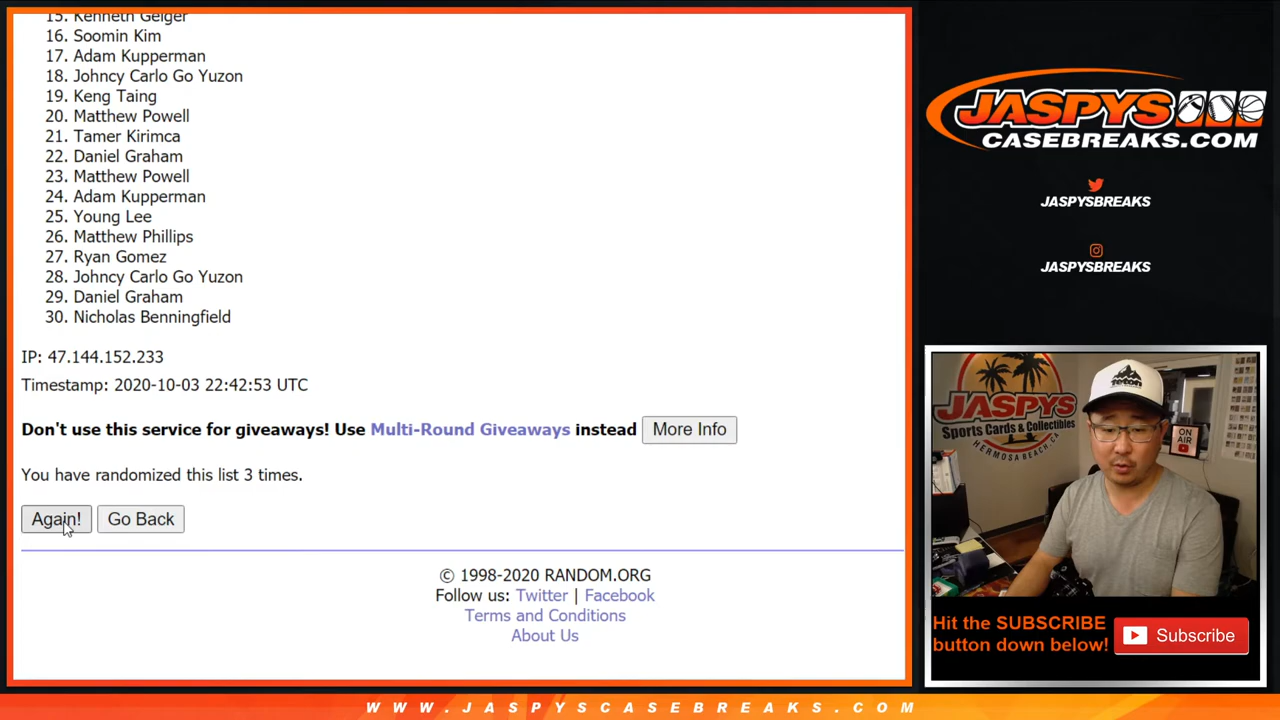 15. Kenneth Geiger
16. Soomin Kim
17. Adam Kupperman
18. Johncy Carlo Go Yuzon
19. Keng Taing
20. Matthew Powell
21. Tamer Kirimca
22. Daniel Graham
23. Matthew Powell
24. Adam Kupperman
25. Young Lee
26. Matthew Phillips
27. Ryan Gomez
28. Johncy Carlo Go Yuzon
29. Daniel Graham
30. Nicholas Benningfield
IP: 47.144.152.233
Timestamp: 2020-10-03 22:42:53 UTC
Don't use this service for giveaways! Use Multi-Round Giveaways instead More Info
You have randomized this list 3 times.
Again! Go Back
© 1998-2020 RANDOM.ORG
Follow us: Twitter | Facebook
Terms and Conditions
About Us
JASPYS
CASEBREAKS.COM
JASPYSBREAKS
JASPYSBREAKS
JASPYS
Sports Cards & Collectibles
HERMOSA BEACH, CA
Teton
ON
AIR
Hit the SUBSCRIBE
button down below!
Subscribe
WWW.JASPYSCASEBREAKS.COM